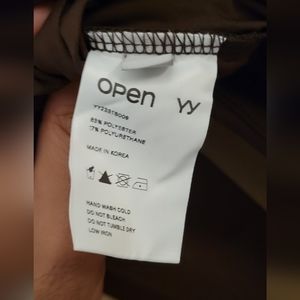 open YY
83% POLYESTER
17% POLYURETHANE
MADE IN KOREA
HAND WASH COLD
DO NOT BLEACH
DO NOT TUMBLE DRY
LOW IRON